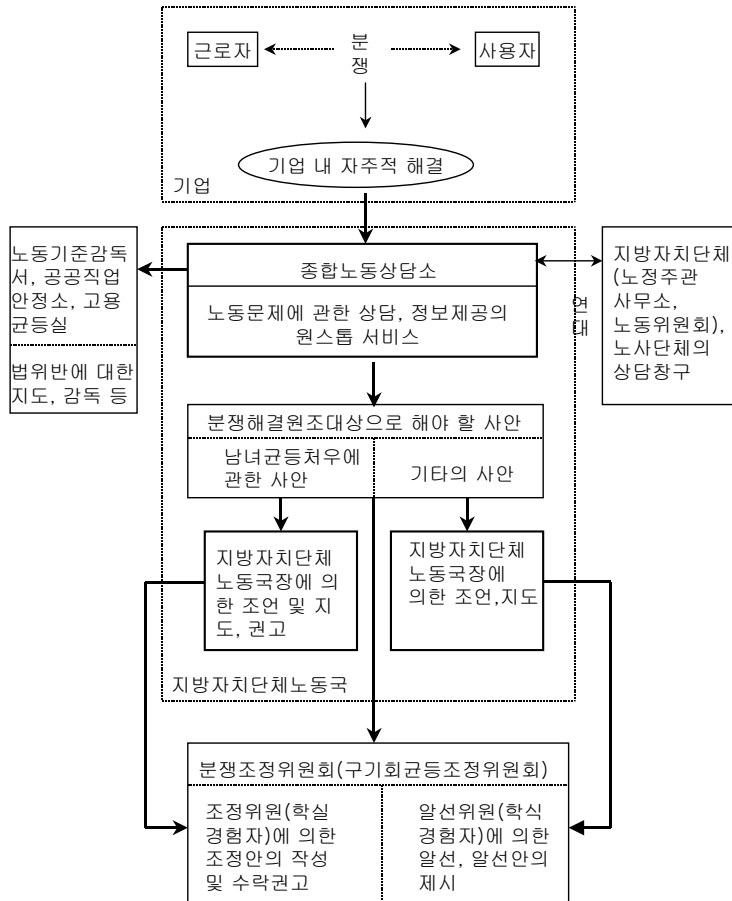 근로자
분
쟁
사용자
기업 내 자주적 해결
기업
노동기준감독
서, 공공직업
안정소, 고용
균등실
법위반에 대한
지도, 감독 등
종합노동상담소
노동문제에 관한 상담, 정보제공의
원스톱 서비스
연
대
지방자치단체
(노정주관
사무소,
노동위원회),
노사단체의
상담창구
분쟁해결원조대상으로 해야 할 사안
남녀균등처우에
관한 사안
기타의 사안
지방자치단체
노동국장에 의
한 조언 및 지
도, 권고
지방자치단체
노동국장에
의한 조언,지도
지방자치단체노동국
분쟁조정위원회(구기회균등조정위원회)
조정위원(학실
경험자)에 의한
조정안의 작성
및 수락권고
알선위원(학식
경험자)에 의한
알선, 알선안의
제시